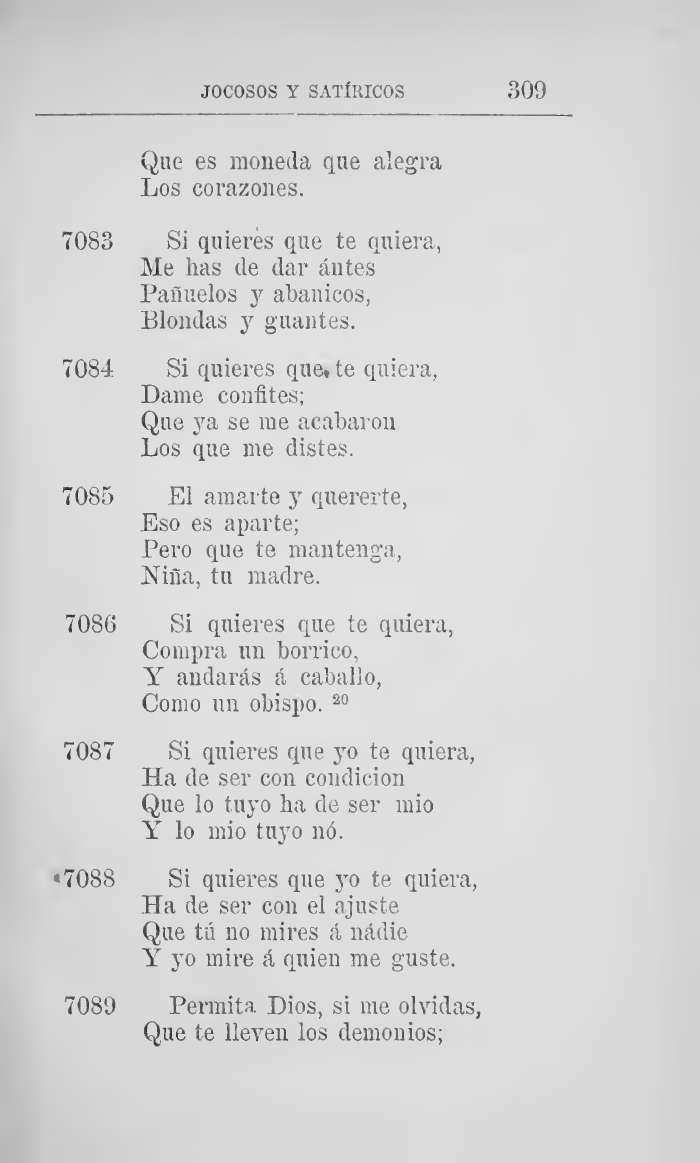 JOCOSOS Y SATÍRICOS 309
Que es moneda que alegra
Los corazones.
7083 Si quieres que te quiera,
Me has de dar ántes
Pañuelos y abanicos,
Blondas y guantes.
7084 Si quieres que te quiera,
Dame confites;
Que ya se me acabaron
Los que me distes.
7085 El amarte y quererte,
Eso es aparte;
Pero que te mantenga,
Niña, tu madre.
7086 Si quieres que te quiera,
Compra un borrico,
Y andarás á caballo,
Como un obispo. 20
7087 Si quieres que yo te quiera,
Ha de ser con condicion
Que lo tuyo ha de ser mio
Y lo mio tuyo nó.
7088 Si quieres que yo te quiera,
Ha de ser con el ajuste
Que tú no mires á nádie
Y yo mire á quien me guste.
7089 Permita Dios, si me olvidas,
Que te lleven los demonios;